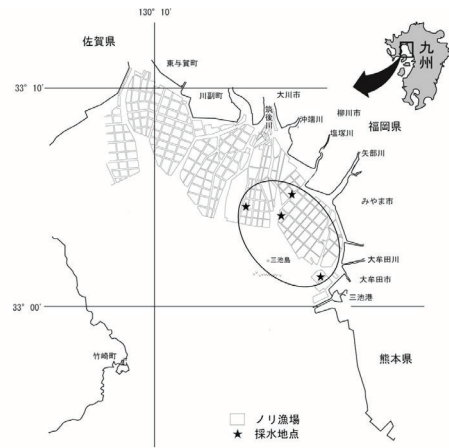 130° 10'
佐賀県
東与賀町
九州
33° 10'
川副町
大川市
筑後川
沖端川
柳川市
塩塚川
福岡県
矢部川
みやま市
三池島
大牟田川
大牟田市
三池港
33° 00'
竹崎町
熊本県
ノリ漁場
採水地点